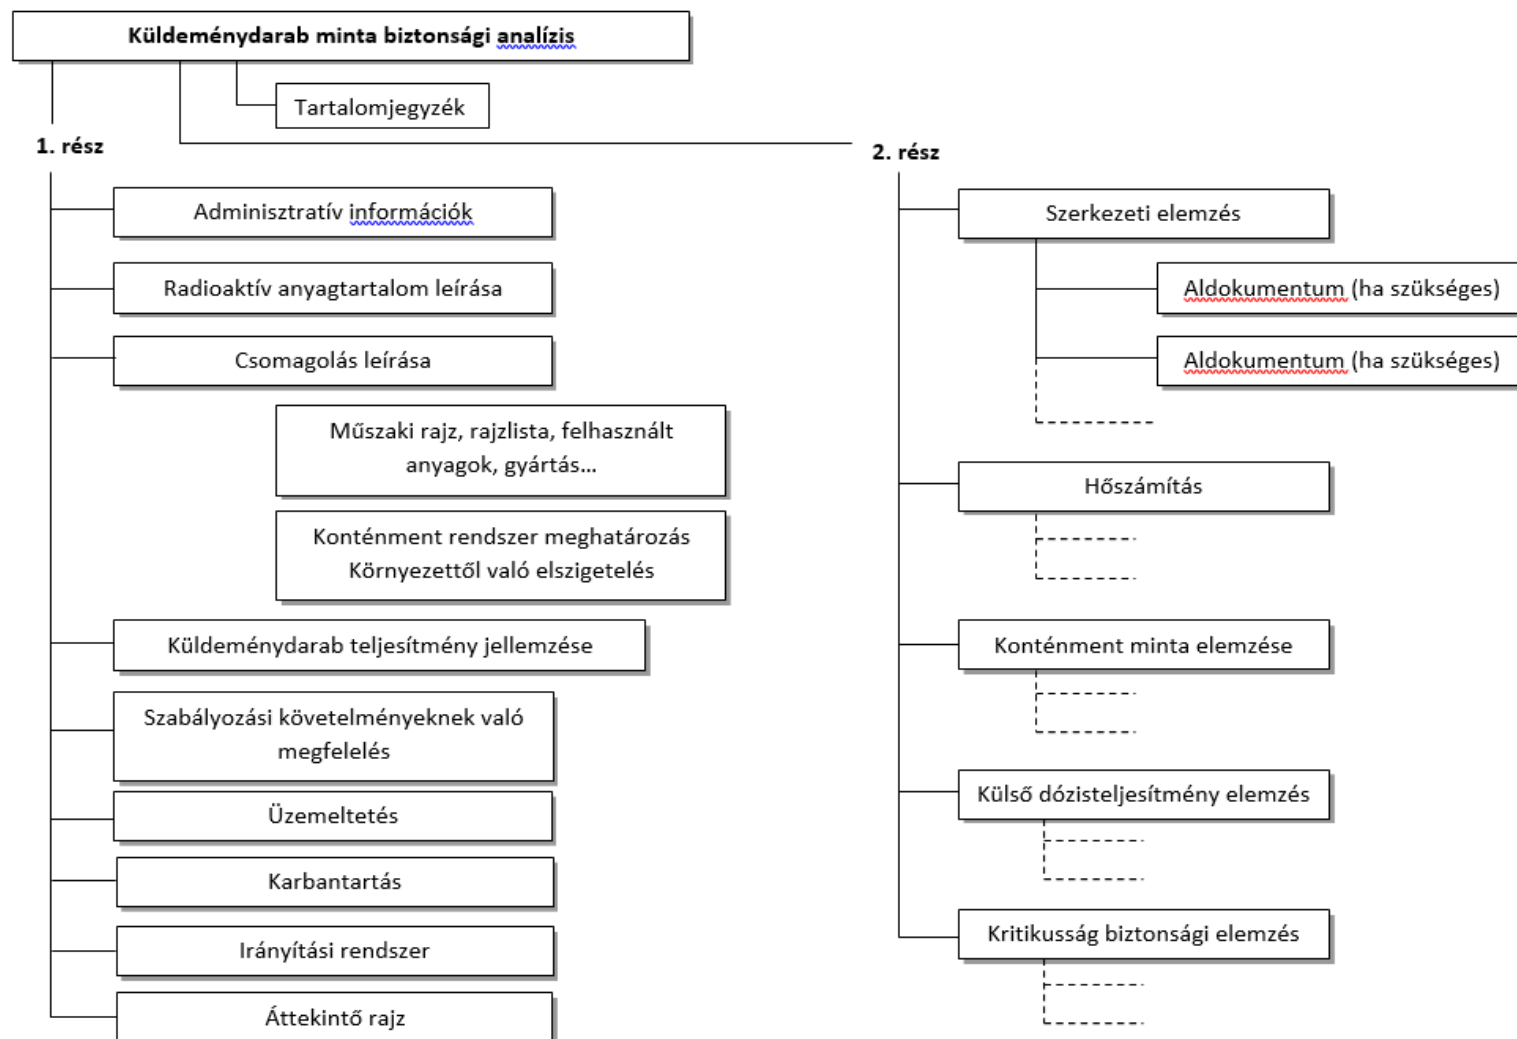 Küldeménydarab minta biztonsági analízis
Tartalomjegyzék
1. rész
Adminisztratív információk
Radioaktív anyagtartalom leírása
Csomagolás leírása
Műszaki rajz, rajzlista, felhasznált
anyagok, gyártás...
Konténment rendszer meghatározás
Környezettől való elszigetelés
Küldeménydarab teljesítmény jellemzése
Szabályozási követelményeknek való
megfelelés
Üzemeltetés
Karbantartás
Irányítási rendszer
Áttekintő rajz
2. rész
Szerkezeti elemzés
Aldokumentum (ha szükséges)
Aldokumentum (ha szükséges)
Hőszámítás
Konténment minta elemzése
Külső dózisteljesítmény elemzés
Kritikusság biztonsági elemzés